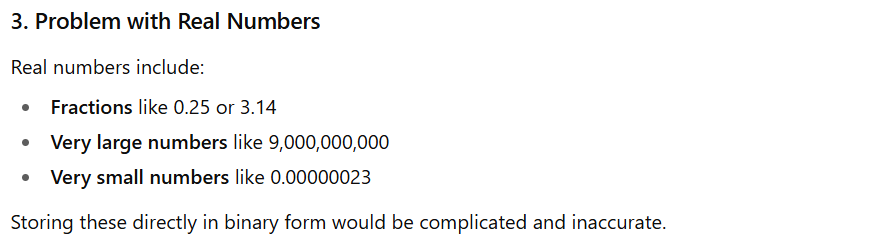 3. Problem with Real Numbers
Real numbers include:
• Fractions like 0.25 or 3.14
• Very large numbers like 9,000,000,000
• Very small numbers like 0.00000023
Storing these directly in binary form would be complicated and inaccurate.